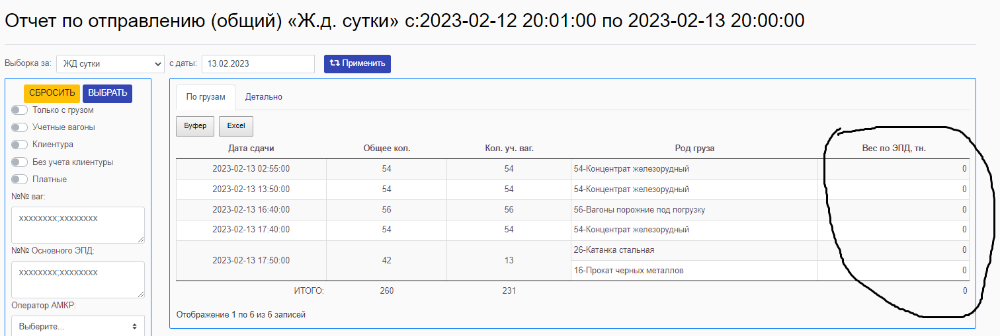 Отчет по отправлению (общий) «Ж.д. сутки» с:2023-02-12 20:01:00 по 2023-02-13 20:00:00
Выборка за: ЖД сутки с даты: 13.02.2023 Применить
СБРОСИТЬ ВЫБРАТЬ
Только с грузом
Учетные вагоны
Клиентура
Без учета клиентуры
Платные
№№ ваг:
xxxxxxxx;xxxxxxxx
№№ Основного ЭПД:
xxxxxxxx;xxxxxxxx
Оператор АМКР:
Выберите...
По грузам Детально
Буфер Excel
Дата сдачи Общее кол. Кол. уч. ваг. Род груза Вес по ЭПД, тн.
2023-02-13 02:55:00 54 54 54-Концентрат железорудный 0
2023-02-13 13:50:00 54 54 54-Концентрат железорудный 0
2023-02-13 16:40:00 56 56 56-Вагоны порожние под погрузку 0
2023-02-13 17:40:00 54 54 54-Концентрат железорудный 0
2023-02-13 17:50:00 42 13 26-Катанка стальная 0
16-Прокат черных металлов 0
ИТОГО: 260 231 0
Отображение 1 по 6 из 6 записей